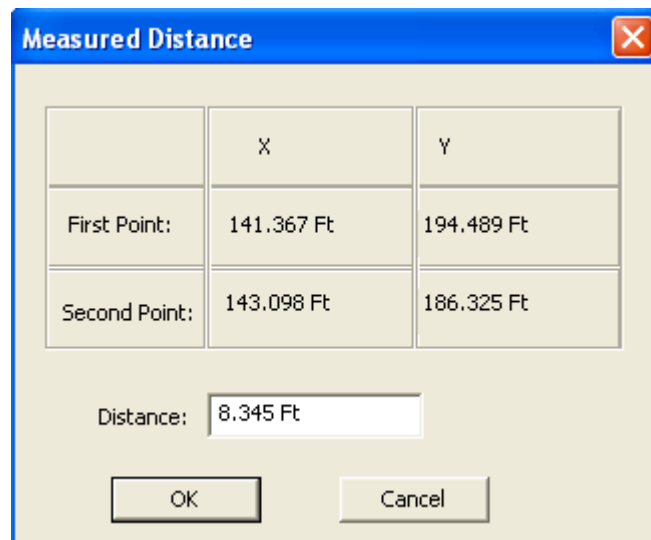 Measured Distance
X Y
First Point: 141.367 Ft 194.489 Ft
Second Point: 143.098 Ft 186.325 Ft
Distance: 8.345 Ft
OK Cancel